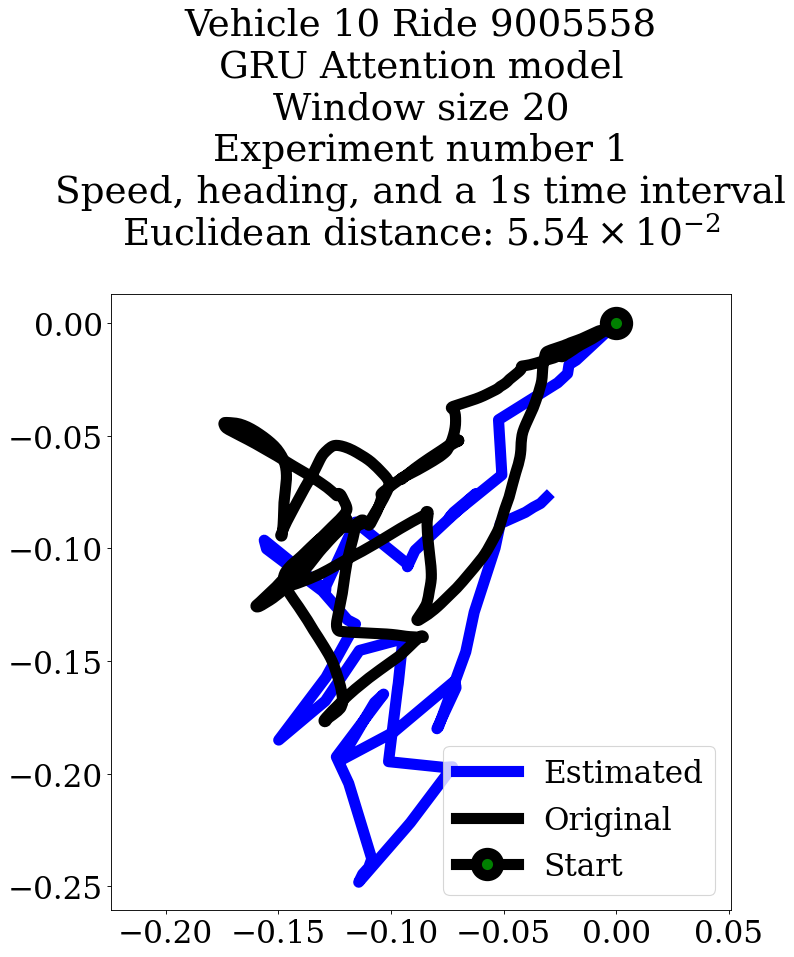 Vehicle 10 Ride 9005558
GRU Attention model
Window size 20
Experiment number 1
Speed, heading, and a 1s time interval
Euclidean distance: 5.54 × 10⁻²
0.00
−0.05
−0.10
−0.15
−0.20
−0.25
Estimated
Original
Start
−0.20 −0.15 −0.10 −0.05 0.00 0.05